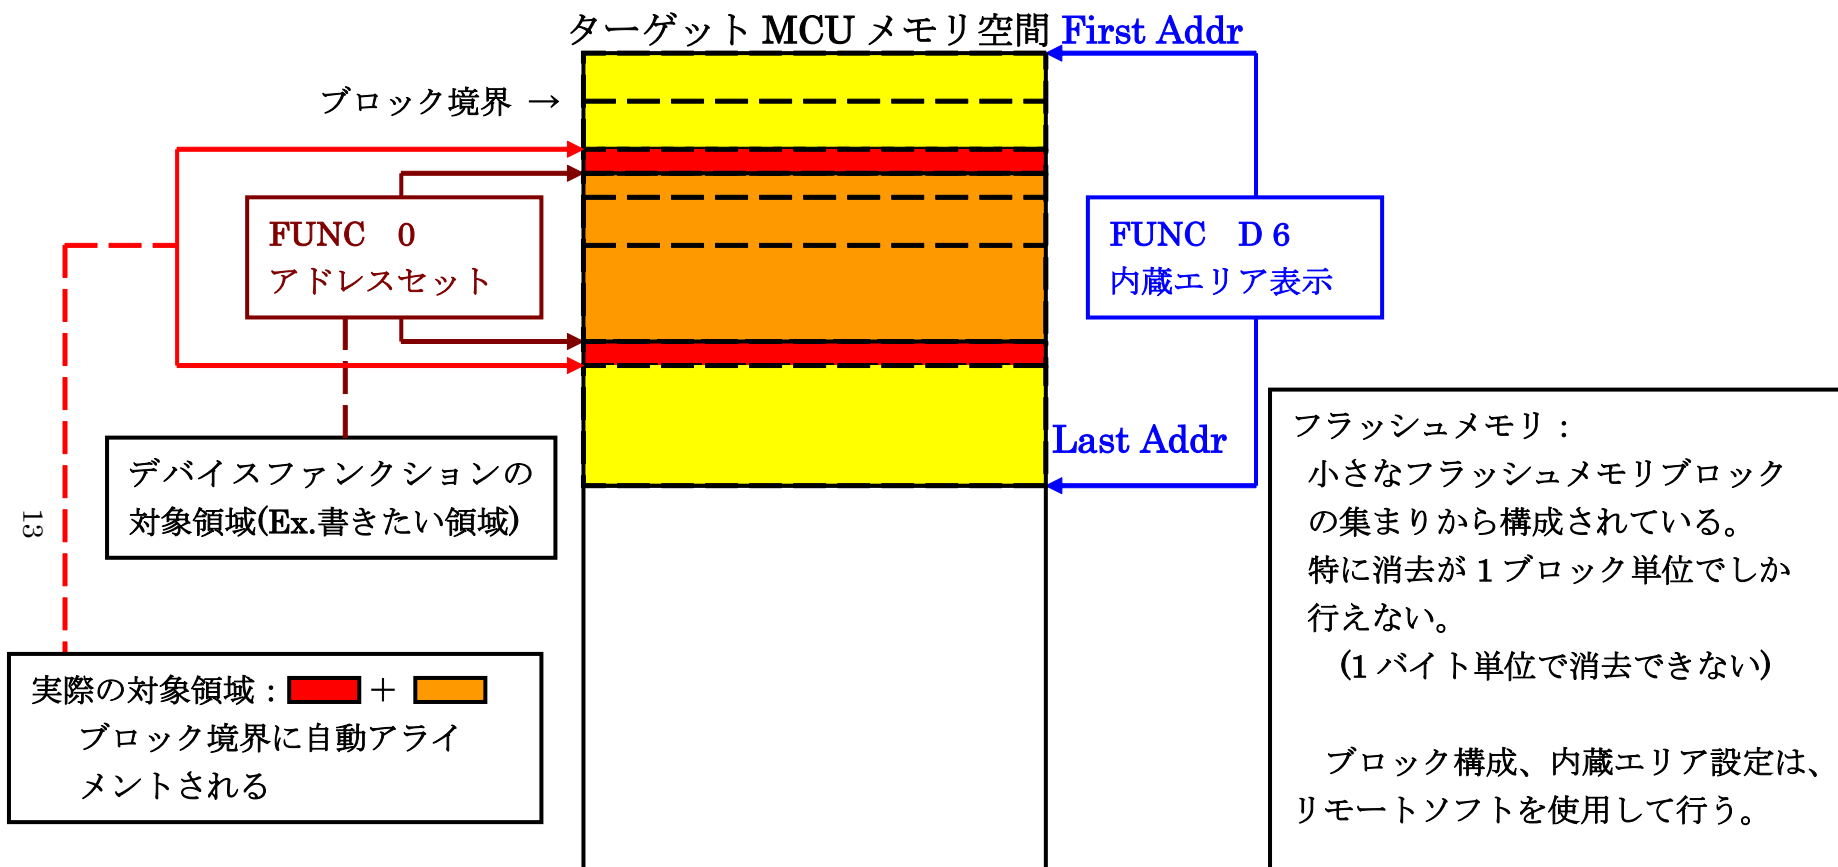 ターゲット MCU メモリ空間 First Addr
ブロック境界 →
FUNC 0
アドレスセット
FUNC D6
内蔵エリア表示
Last Addr
デバイスファンクションの
対象領域(Ex.書きたい領域)
13
実際の対象領域: +
ブロック境界に自動アライ
メントされる
フラッシュメモリ:
小さなフラッシュメモリブロック
の集まりから構成されている。
特に消去が1ブロック単位でしか
行えない。
(1バイト単位で消去できない)
ブロック構成、内蔵エリア設定は、
リモートソフトを使用して行う。